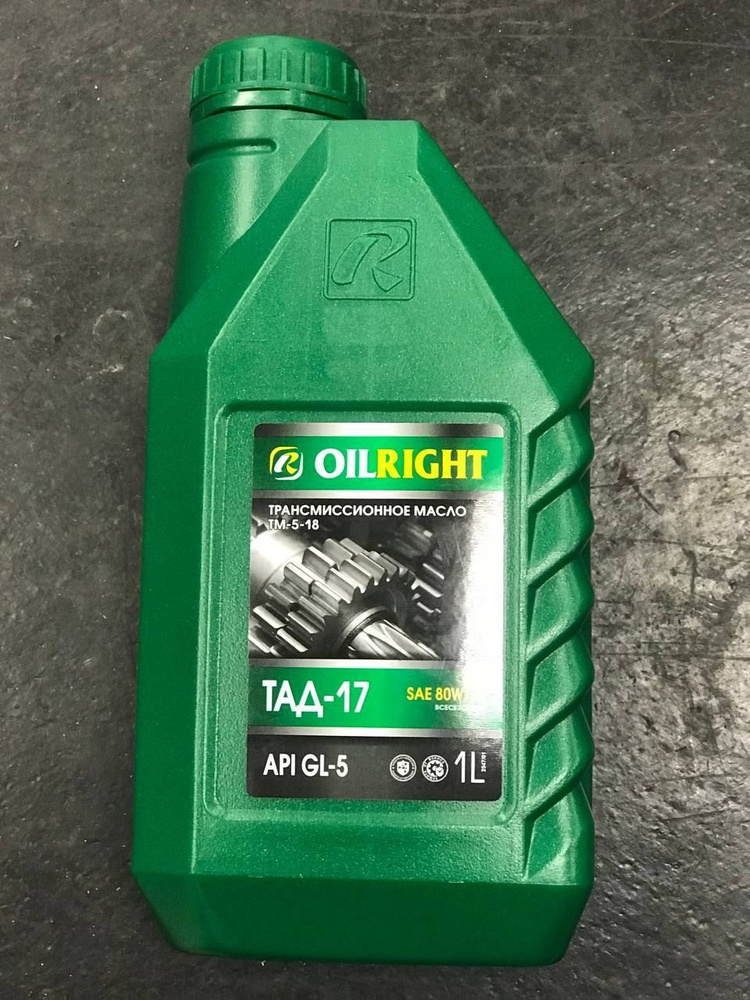 OILRIGHT
ТРАНСМИССИОННОЕ МАСЛО
ТМ-5-18
ТАД-17
SAE 80W
API GL-5
1L